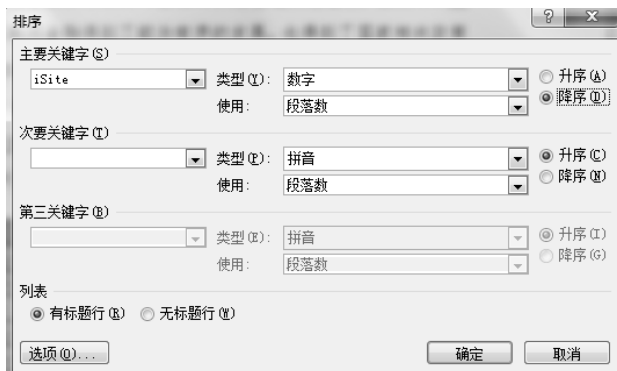 排序
主要关键字(S)
iSite 类型(Y): 数字 升序(A)
使用: 段落数 降序(D)
次要关键字(T)
类型(P): 拼音 升序(C)
使用: 段落数 降序(N)
第三关键字(B)
类型(E): 拼音 升序(I)
使用: 段落数 降序(G)
列表
有标题行(R) 无标题行(W)
选项(O)... 确定 取消